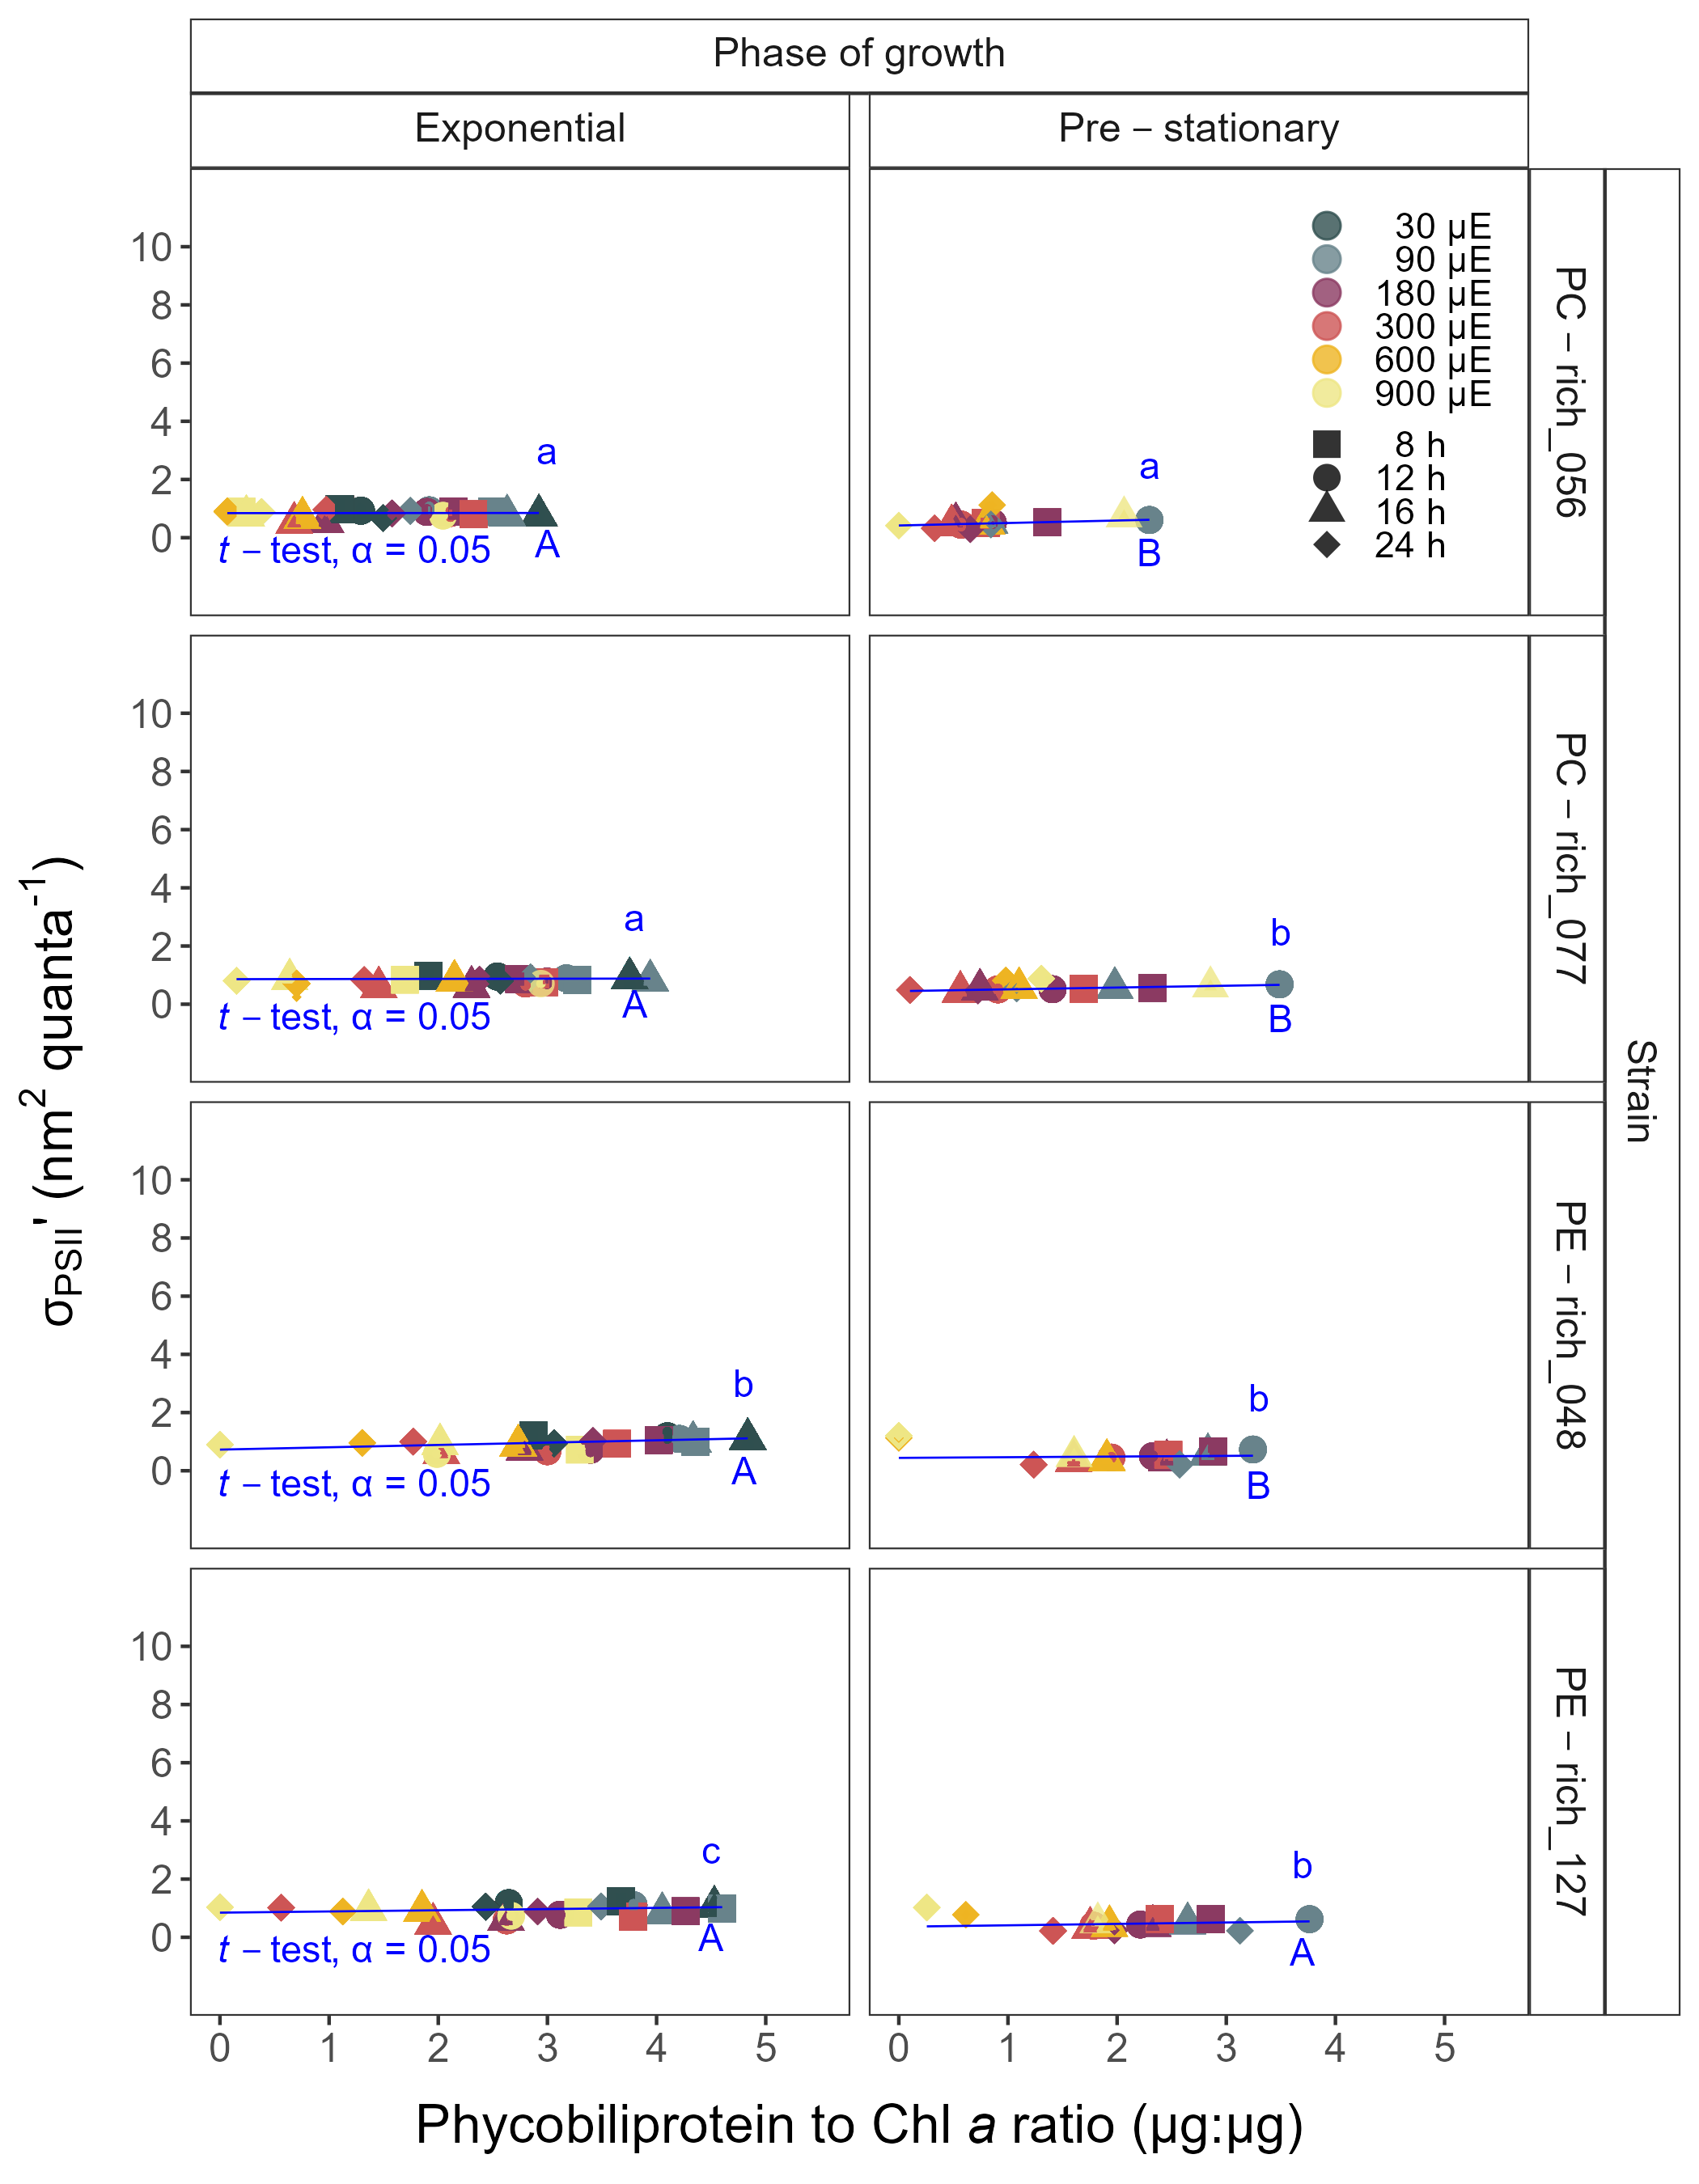 Phase of growth
Exponential
Pre – stationary
10
8
6
4
2
0
a
t – test, α = 0.05
A
a
B
30 µE
90 µE
180 µE
300 µE
600 µE
900 µE
8 h
12 h
16 h
24 h
PC – rich_056
10
8
6
4
2
0
a
t – test, α = 0.05
A
b
B
PC – rich_077
10
8
6
4
2
0
b
t – test, α = 0.05
A
b
B
PE – rich_048
10
8
6
4
2
0
c
t – test, α = 0.05
A
b
A
PE – rich_127
Strain
σPSII' (nm² quanta⁻¹)
0 1 2 3 4 5
0 1 2 3 4 5
Phycobiliprotein to Chl a ratio (µg:µg)